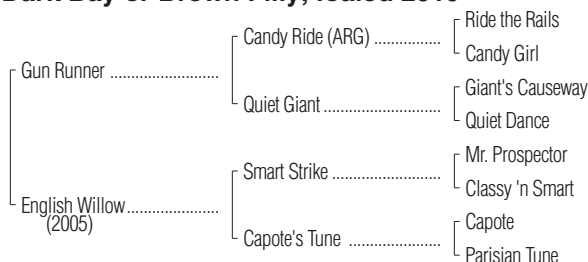 Dark Bay or Brown Filly; foaled 2019
Ride the Rails
Candy Ride (ARG)
Candy Girl
Gun Runner
Giant's Causeway
Quiet Giant
Quiet Dance
Mr. Prospector
Smart Strike
Classy 'n Smart
English Willow
(2005)
Capote
Capote's Tune
Parisian Tune